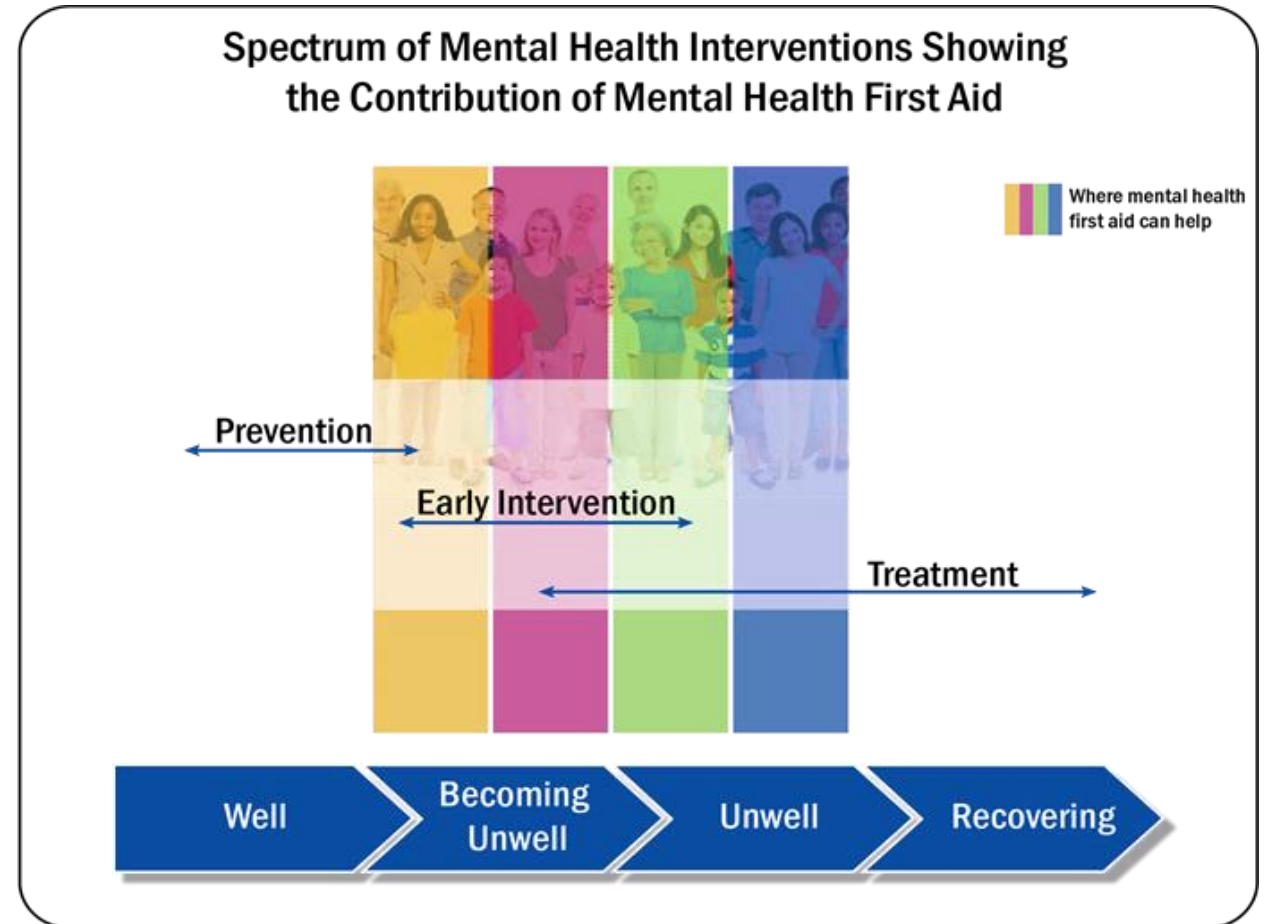 Spectrum of Mental Health Interventions Showing
the Contribution of Mental Health First Aid
Where mental health
first aid can help
Prevention
Early Intervention
Treatment
Well
Becoming
Unwell
Unwell
Recovering